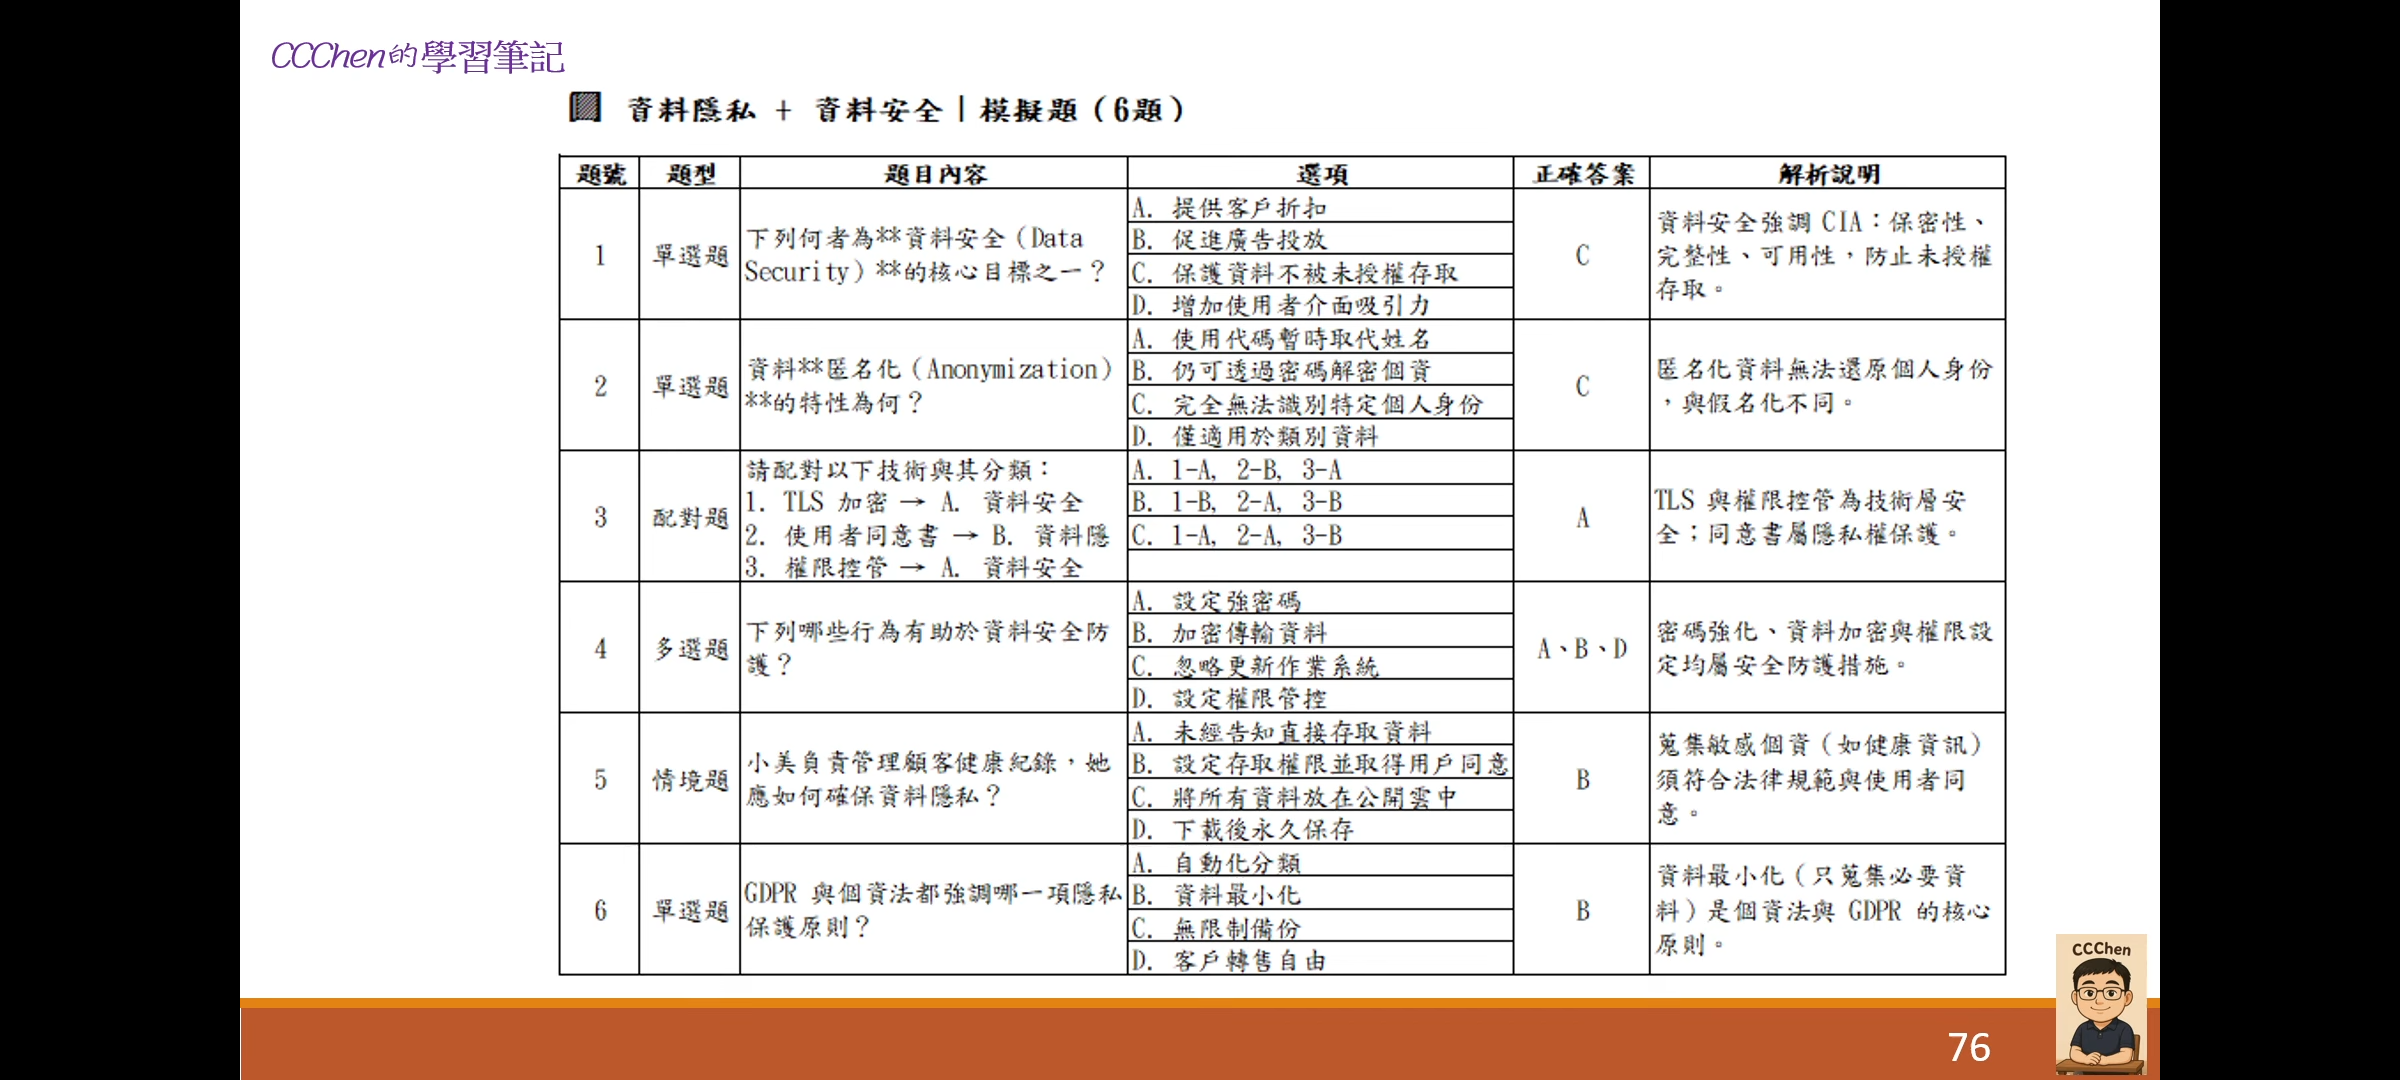 CCChen的學習筆記
資料隱私 + 資料安全|模擬題(6題)
題號 題型 題目內容 選項 正確答案 解析說明
1 單選題
下列何者為**資料安全(Data
Security)**的核心目標之一?
A. 提供客戶折扣
B. 促進廣告投放
C. 保護資料不被未授權存取
D. 增加使用者介面吸引力
C
資料安全強調 CIA:保密性、
完整性、可用性,防止未授權
存取。
2 單選題
資料**匿名化(Anonymization)
**的特性為何?
A. 使用代碼暫時取代姓名
B. 仍可透過密碼解密個資
C. 完全無法識別特定個人身份
D. 僅適用於類別資料
C
匿名化資料無法還原個人身份
,與假名化不同。
3 配對題
請配對以下技術與其分類:
1. TLS 加密 → A. 資料安全
2. 使用者同意書 → B. 資料隱
3. 權限控管 → A. 資料安全
A. 1-A, 2-B, 3-A
B. 1-B, 2-A, 3-B
C. 1-A, 2-A, 3-B
A
TLS 與權限控管為技術層安
全;同意書屬隱私權保護。
4 多選題
下列哪些行為有助於資料安全防
護?
A. 設定強密碼
B. 加密傳輸資料
C. 忽略更新作業系統
D. 設定權限管控
A、B、D
密碼強化、資料加密與權限設
定均屬安全防護措施。
5 情境題
小美負責管理顧客健康紀錄,她
應如何確保資料隱私?
A. 未經告知直接存取資料
B. 設定存取權限並取得用戶同意
C. 將所有資料放在公開雲中
D. 下載後永久保存
B
蒐集敏感個資(如健康資訊)
須符合法律規範與使用者同
意。
6 單選題
GDPR 與個資法都強調哪一項隱私
保護原則?
A. 自動化分類
B. 資料最小化
C. 無限制備份
D. 客戶轉售自由
B
資料最小化(只蒐集必要資
料)是個資法與 GDPR 的核心
原則。
CCChen
76